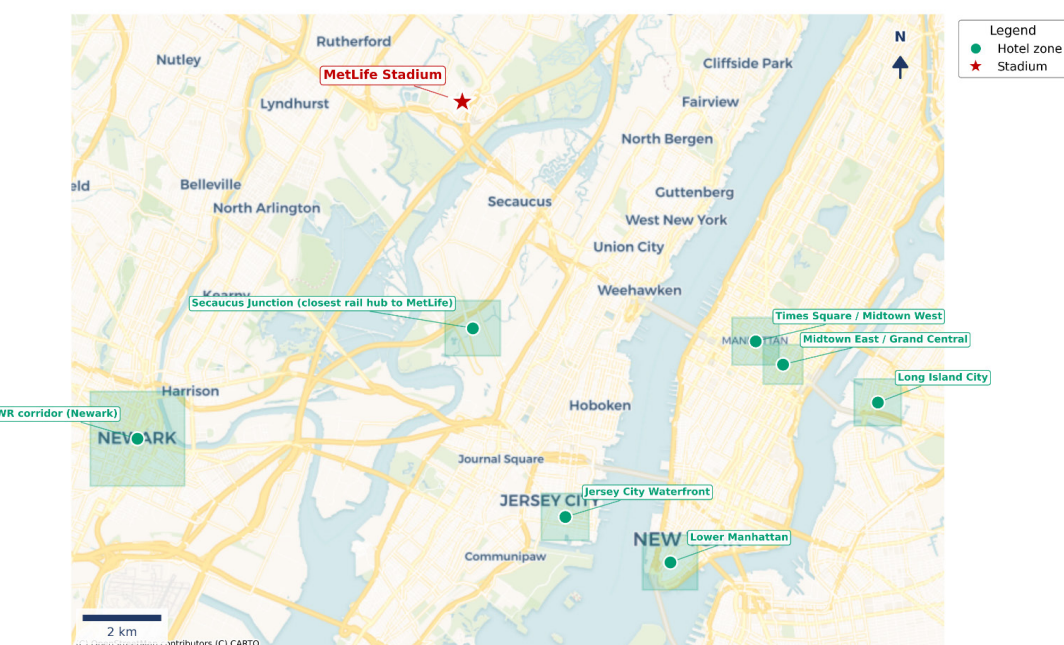 Legend
Hotel zone
Stadium
N
Rutherford
Nutley
Cliffside Park
MetLife Stadium
Lyndhurst
Fairview
North Bergen
eld
Belleville
Guttenberg
North Arlington
Secaucus
West New York
Union City
Weehawken
Kearny
Secaucus Junction (closest rail hub to MetLife)
Times Square / Midtown West
Midtown East / Grand Central
Long Island City
Harrison
WR corridor (Newark)
Hoboken
NEWARK
Journal Square
Jersey City Waterfront
JERSEY CITY
NEW
Lower Manhattan
Communipaw
2 km
(C) OpenStreetMap contributors (C) CARTO